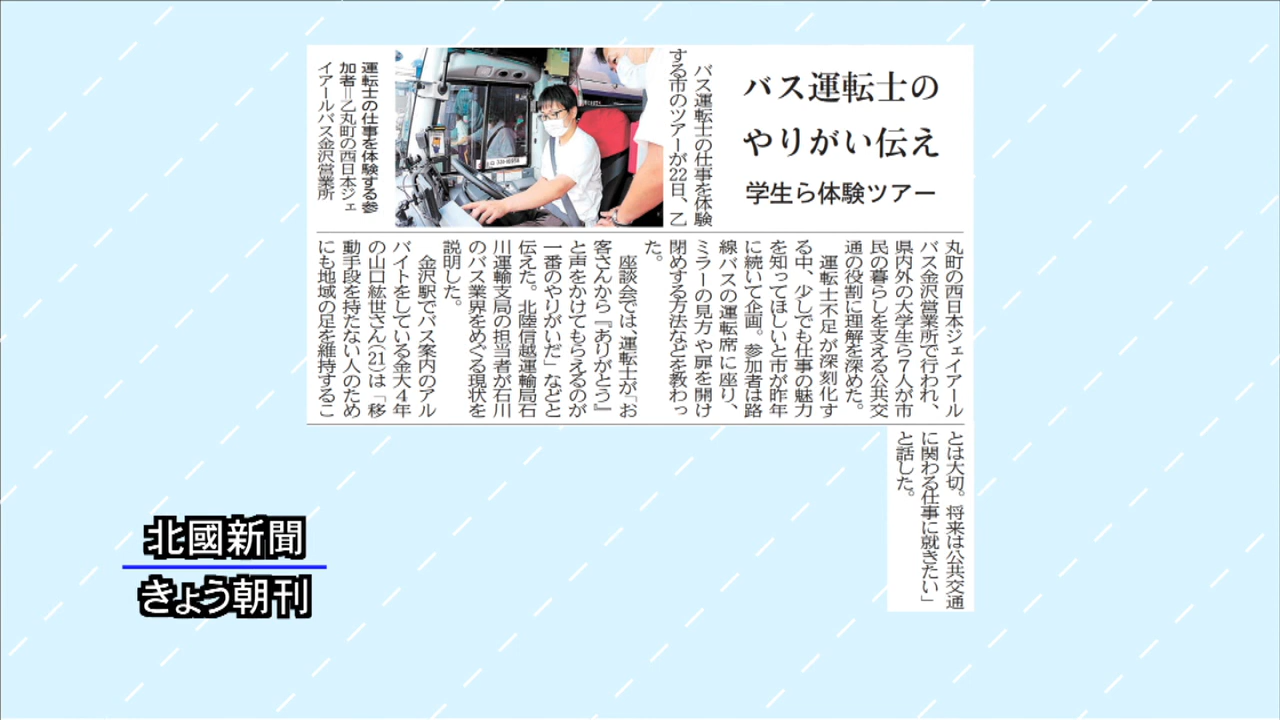 バス運転士の
やりがい伝え
学生ら体験ツアー
バス運転士の仕事を体験
する市のツアーが22日、乙
丸町の西日本ジェイアール
バス金沢営業所で行われ、
県内外の大学生ら7人が市
民の暮らしを支える公共交
通の役割に理解を深めた。
運転士不足が深刻化す
る中、少しでも仕事の魅力
を知ってほしいと市が昨年
に続いて企画。参加者は路
線バスの運転席に座り、
ミラーの見方や扉を開け
閉めする方法などを教わっ
た。
座談会では、運転士が「お
客さんから『ありがとう』
と声をかけてもらえるのが
一番のやりがいだ」などと
伝えた。北陸信越運輸局石
川運輸支局の担当者が石川
のバス業界をめぐる現状を
説明した。
金沢駅でバス案内のアル
バイトをしている金大4年
の山口紘世さん(21)は「移
動手段を持たない人のため
にも地域の足を維持するこ
とは大切。将来は公共交通
に関わる仕事に就きたい」
と話した。
運転士の仕事を体験する参
加者=乙丸町の西日本ジェ
イアールバス金沢営業所
北國新聞
きょう朝刊